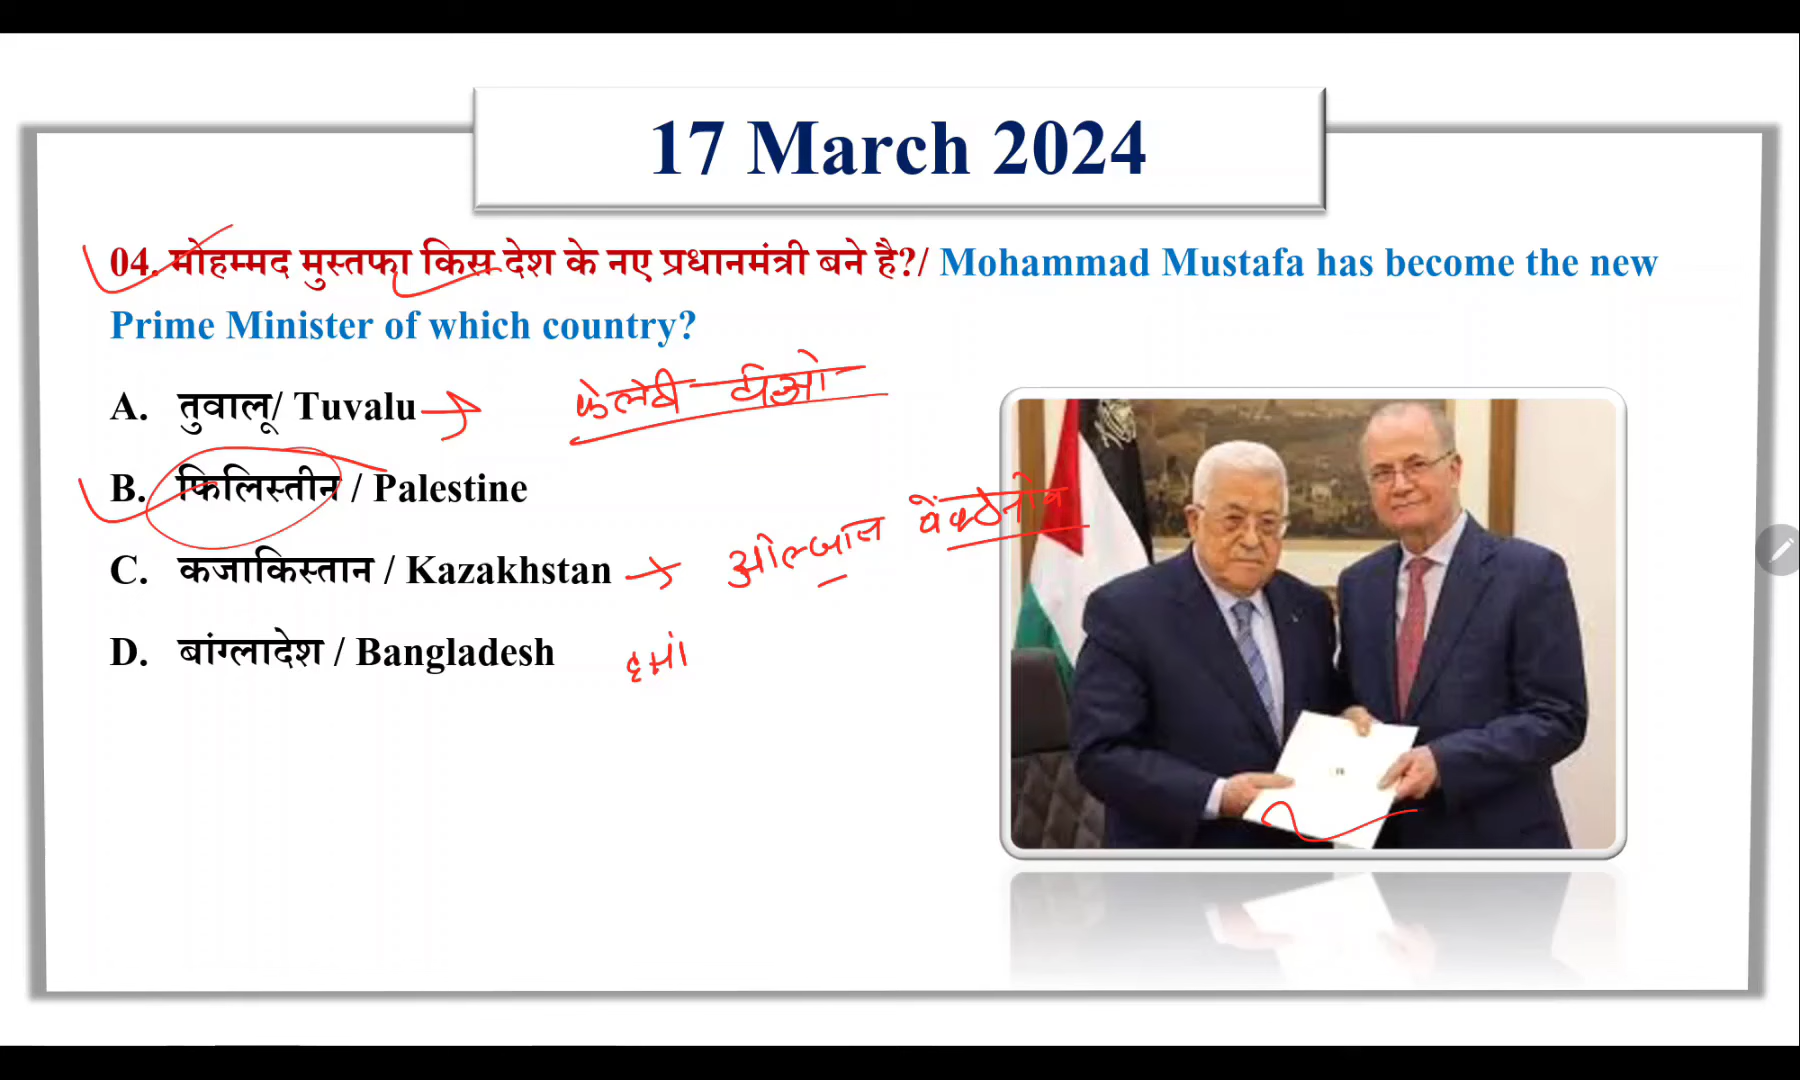 17 March 2024
04. मोहम्मद मुस्तफा किस देश के नए प्रधानमंत्री बने है?/ Mohammad Mustafa has become the new
Prime Minister of which country?
A. तुवालू/ Tuvalu
B. फिलिस्तीन / Palestine
C. कजाकिस्तान / Kazakhstan → ओल्जास
D. बांग्लादेश / Bangladesh